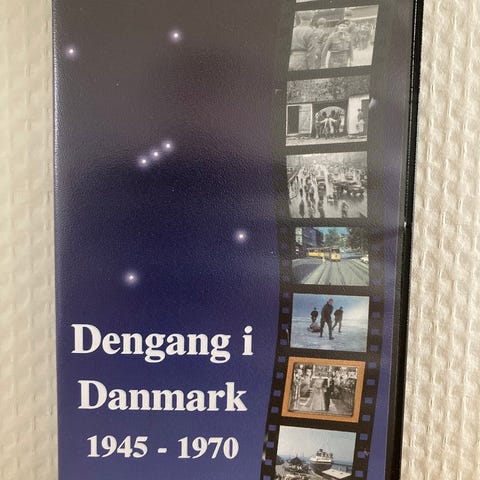 Dengang i
Danmark
1945 - 1970